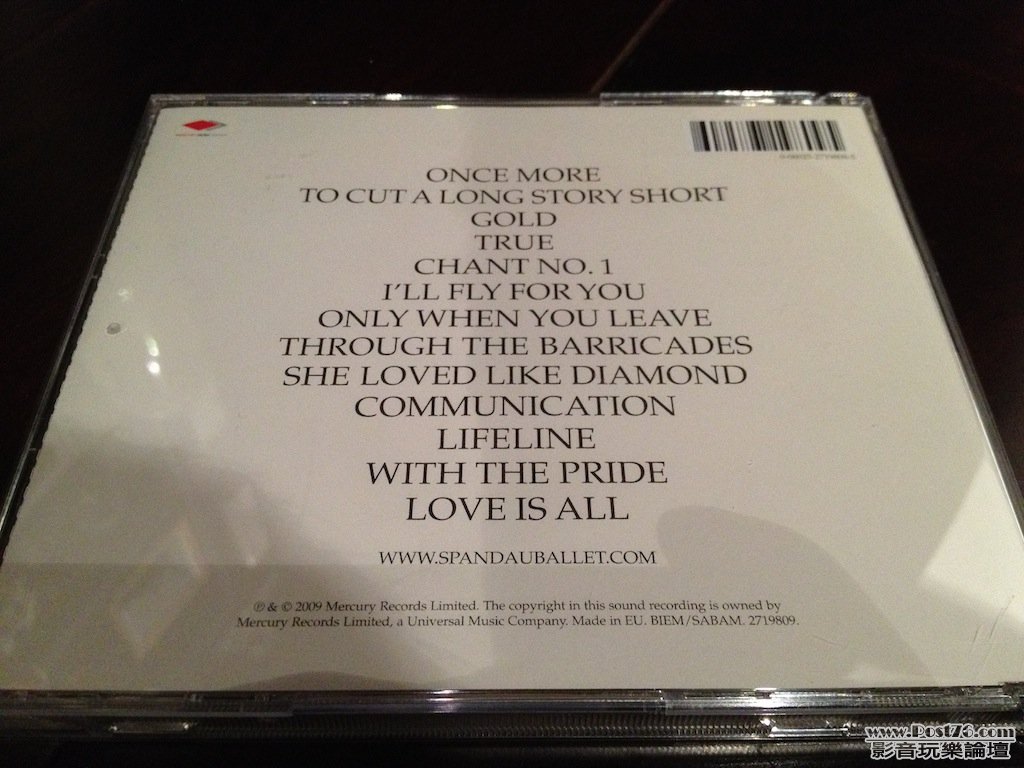 ONCE MORE
TO CUT A LONG STORY SHORT
GOLD
TRUE
CHANT NO. 1
I'LL FLY FOR YOU
ONLY WHEN YOU LEAVE
THROUGH THE BARRICADES
SHE LOVED LIKE DIAMOND
COMMUNICATION
LIFELINE
WITH THE PRIDE
LOVE IS ALL
WWW.SPANDAUBALLET.COM
℗ & © 2009 Mercury Records Limited. The copyright in this sound recording is owned by
Mercury Records Limited, a Universal Music Company. Made in EU. BIEM/SABAM. 2719809.
www.Post76.com
影音玩樂論壇